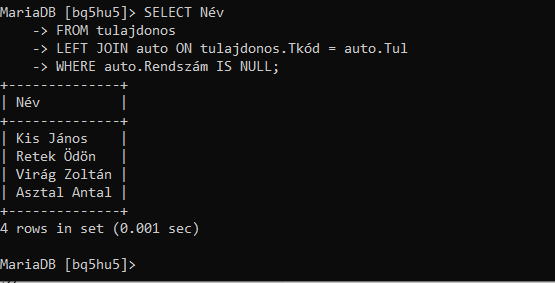 MariaDB [bq5hu5]> SELECT Név
    -> FROM tulajdonos
    -> LEFT JOIN auto ON tulajdonos.Tkód = auto.Tul
    -> WHERE auto.Rendszám IS NULL;
+--------------+
| Név          |
+--------------+
| Kis János    |
| Retek Ödön   |
| Virág Zoltán |
| Asztal Antal |
+--------------+
4 rows in set (0.001 sec)

MariaDB [bq5hu5]>